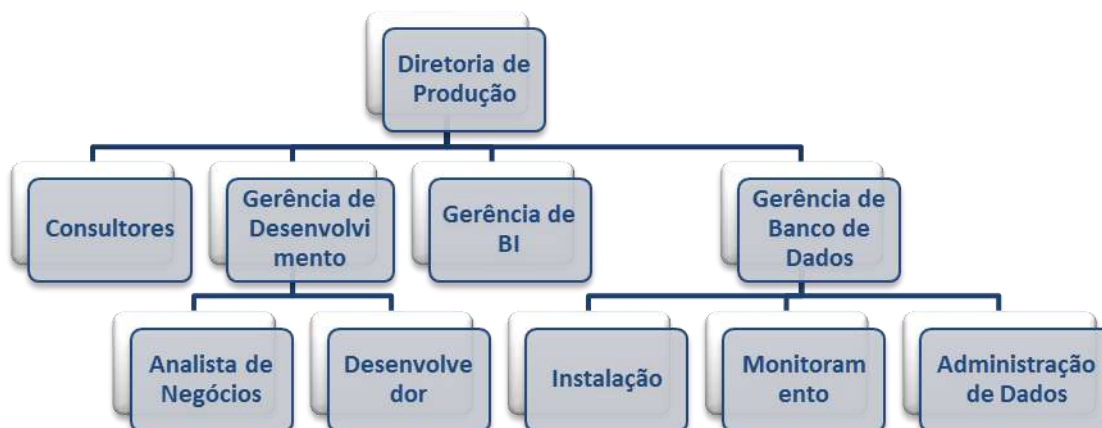 Diretoria de
Produção
Consultores
Gerência de
Desenvolvi
mento
Gerência de
BI
Gerência de
Banco de
Dados
Analista de
Negócios
Desenvolve
dor
Instalação
Monitoram
ento
Administração
de Dados